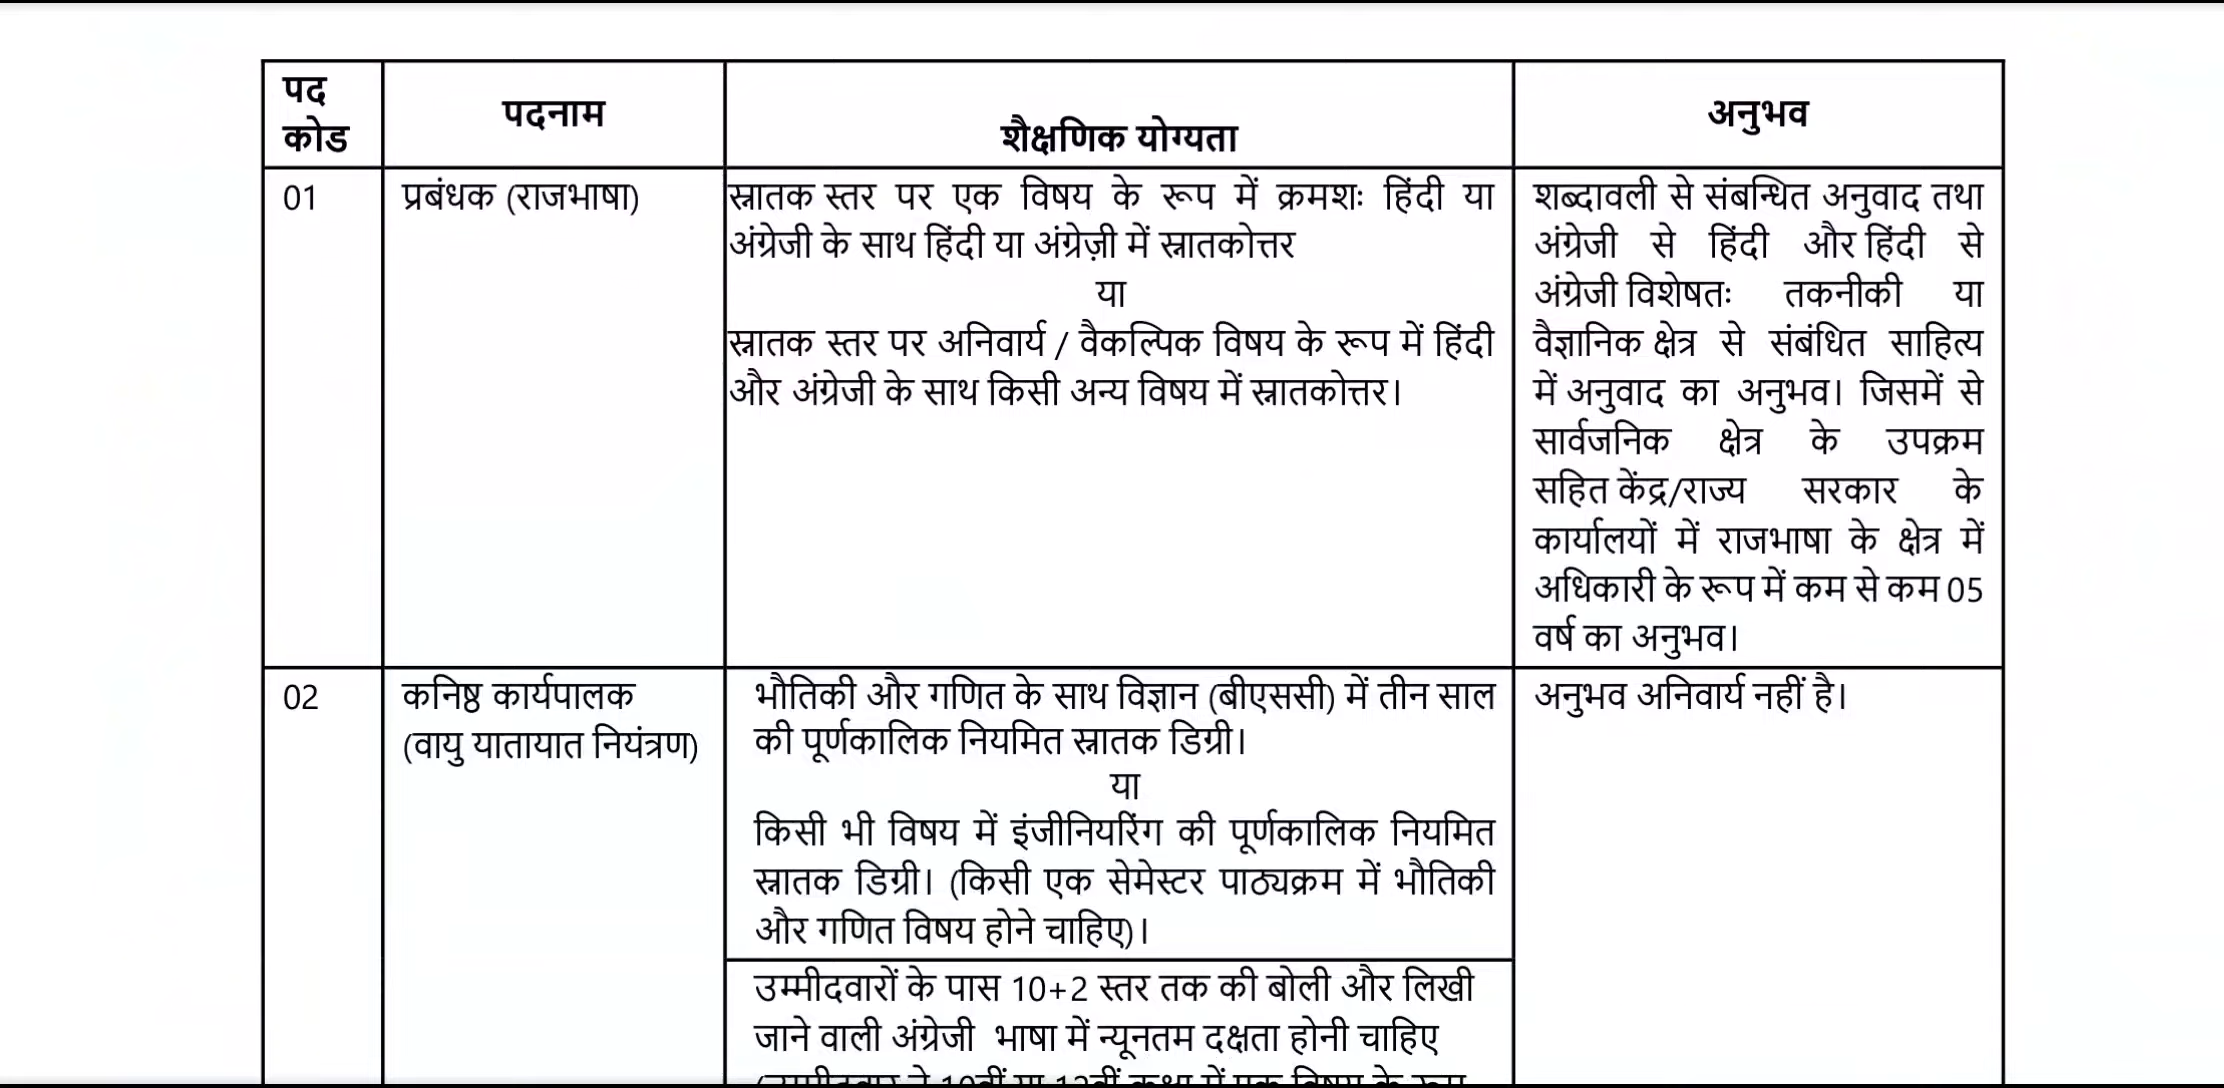 पद
कोड
पदनाम
शैक्षणिक योग्यता
अनुभव
01
प्रबंधक (राजभाषा)
स्नातक स्तर पर एक विषय के रूप में क्रमशः हिंदी या
अंग्रेजी के साथ हिंदी या अंग्रेज़ी में स्नातकोत्तर
या
स्नातक स्तर पर अनिवार्य / वैकल्पिक विषय के रूप में हिंदी
और अंग्रेजी के साथ किसी अन्य विषय में स्नातकोत्तर।
शब्दावली से संबन्धित अनुवाद तथा
अंग्रेजी से हिंदी और हिंदी से
अंग्रेजी विशेषतः तकनीकी या
वैज्ञानिक क्षेत्र से संबंधित साहित्य
में अनुवाद का अनुभव। जिसमें से
सार्वजनिक क्षेत्र के उपक्रम
सहित केंद्र/राज्य सरकार के
कार्यालयों में राजभाषा के क्षेत्र में
अधिकारी के रूप में कम से कम 05
वर्ष का अनुभव।
02
कनिष्ठ कार्यपालक
(वायु यातायात नियंत्रण)
भौतिकी और गणित के साथ विज्ञान (बीएससी) में तीन साल
की पूर्णकालिक नियमित स्नातक डिग्री।
या
किसी भी विषय में इंजीनियरिंग की पूर्णकालिक नियमित
स्नातक डिग्री। (किसी एक सेमेस्टर पाठ्यक्रम में भौतिकी
और गणित विषय होने चाहिए)।
उम्मीदवारों के पास 10+2 स्तर तक की बोली और लिखी
जाने वाली अंग्रेजी भाषा में न्यूनतम दक्षता होनी चाहिए
अनुभव अनिवार्य नहीं है।